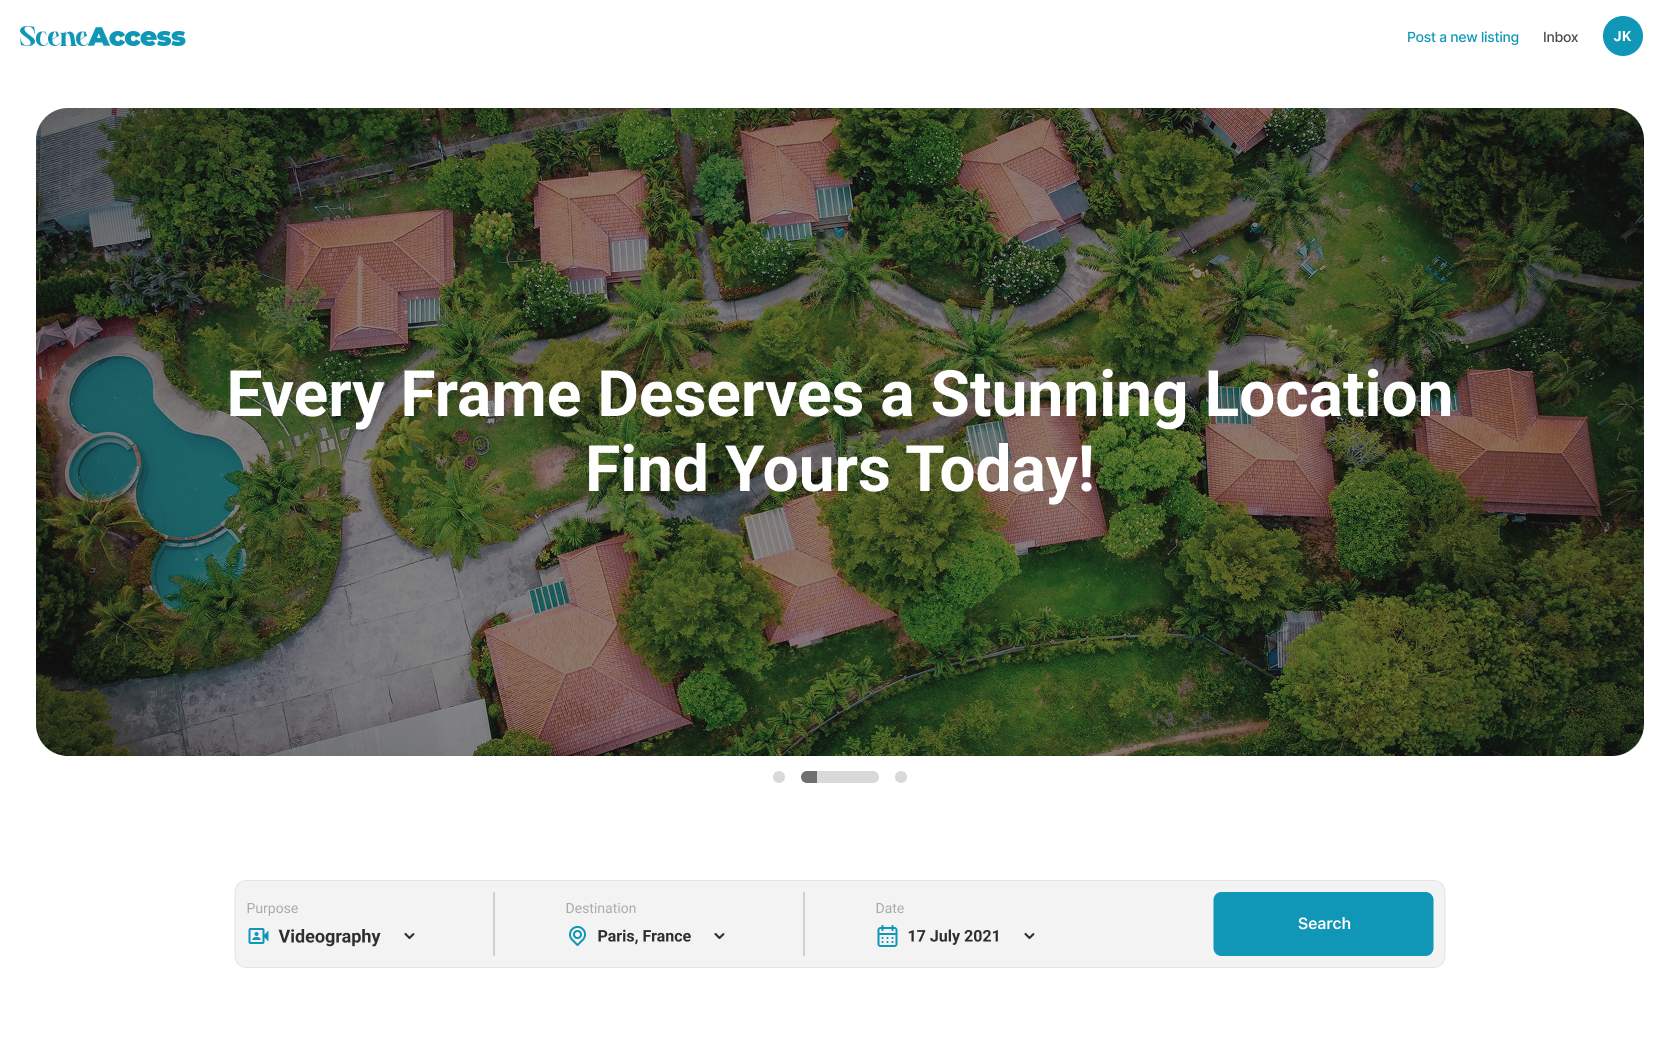 SceneAccess
Post a new listing
Inbox
JK
Every Frame Deserves a Stunning Location
Find Yours Today!
Purpose
Videography
Destination
Paris, France
Date
17 July 2021
Search